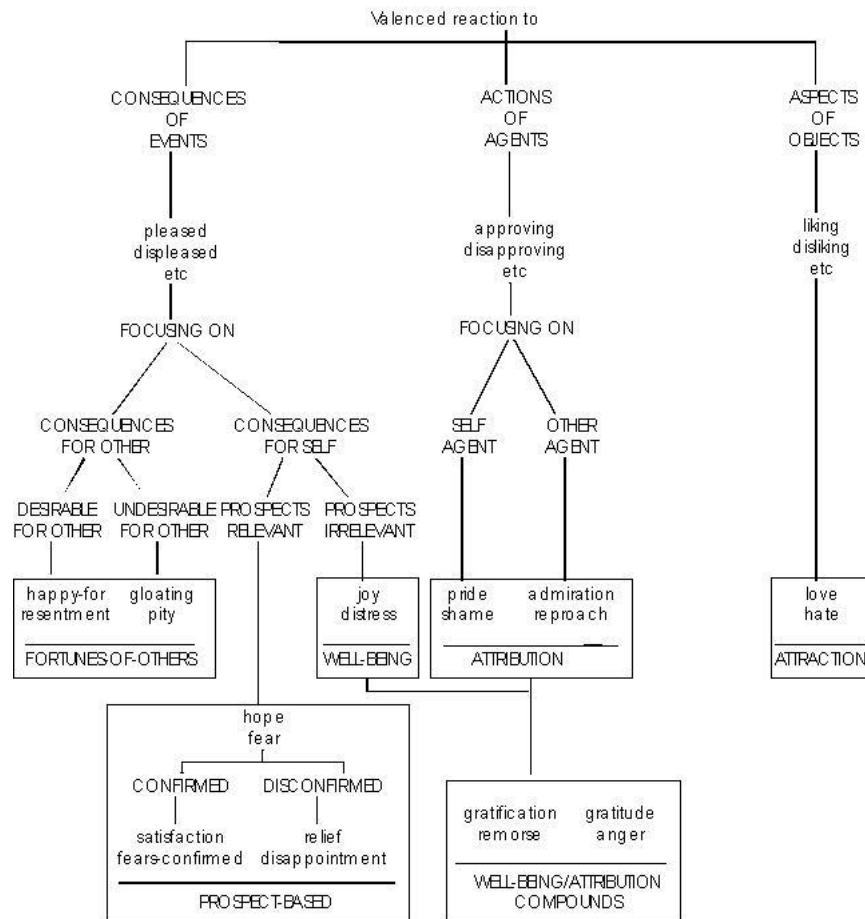 Valenced reaction to
CONSEQUENCES
OF
EVENTS
ACTIONS
OF
AGENTS
ASPECTS
OF
OBJECTS
pleased
displeased
etc
approving
disapproving
etc
liking
disliking
etc
FOCUSING ON
FOCUSING ON
CONSEQUENCES
FOR OTHER
CONSEQUENCES
FOR SELF
SELF
AGENT
OTHER
AGENT
DESIRABLE
FOR OTHER
UNDESIRABLE
FOR OTHER
PROSPECTS
RELEVANT
PROSPECTS
IRRELEVANT
happy-for
resentment
gloating
pity
FORTUNES-OF-OTHERS
joy
distress
WELL-BEING
pride
shame
admiration
reproach
ATTRIBUTION
love
hate
ATTRACTION
hope
fear
CONFIRMED
DISCONFIRMED
satisfaction
fears-confirmed
relief
disappointment
PROSPECT-BASED
gratification
remorse
gratitude
anger
WELL-BEING/ATTRIBUTION
COMPOUNDS